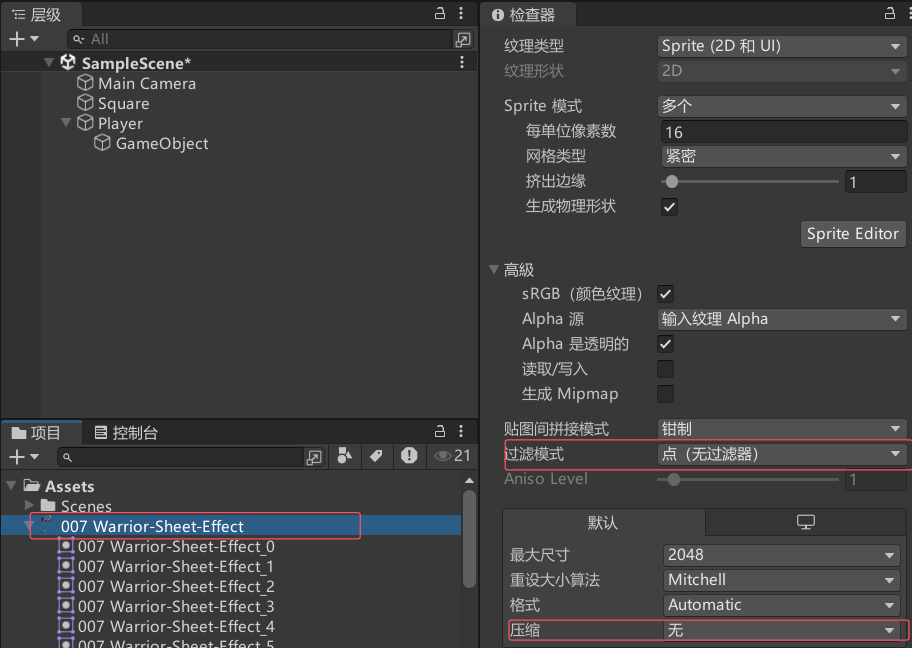 层级
All
SampleScene*
Main Camera
Square
Player
GameObject
项目
控制台
21
Assets
Scenes
007 Warrior-Sheet-Effect
007 Warrior-Sheet-Effect_0
007 Warrior-Sheet-Effect_1
007 Warrior-Sheet-Effect_2
007 Warrior-Sheet-Effect_3
007 Warrior-Sheet-Effect_4
007 Warrior-Sheet-Effect_5
检查器
纹理类型 Sprite (2D 和 UI)
纹理形状 2D
Sprite 模式 多个
每单位像素数 16
网格类型 紧密
挤出边缘 1
生成物理形状
Sprite Editor
高级
sRGB（颜色纹理）
Alpha 源 输入纹理 Alpha
Alpha 是透明的
读取/写入
生成 Mipmap
贴图间拼接模式 钳制
过滤模式 点（无过滤器）
Aniso Level 1
默认
最大尺寸 2048
重设大小算法 Mitchell
格式 Automatic
压缩 无